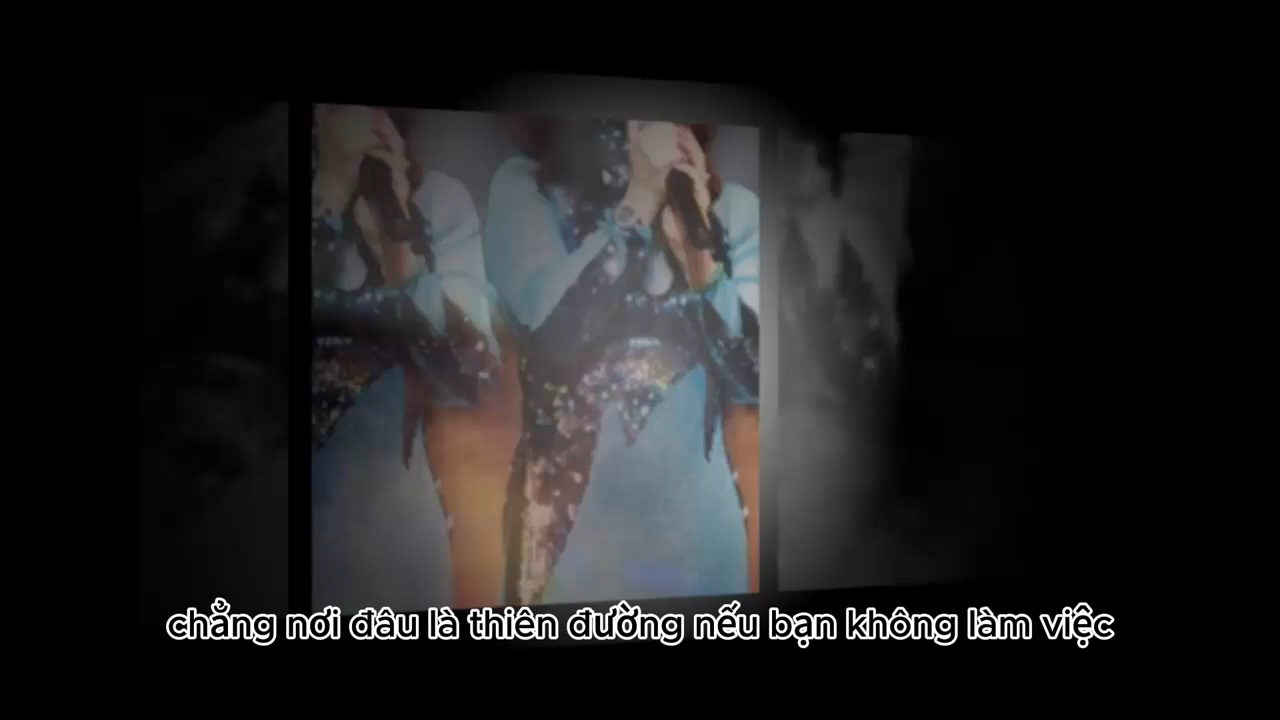 chẳng nơi đâu là thiên đường nếu bạn không làm việc